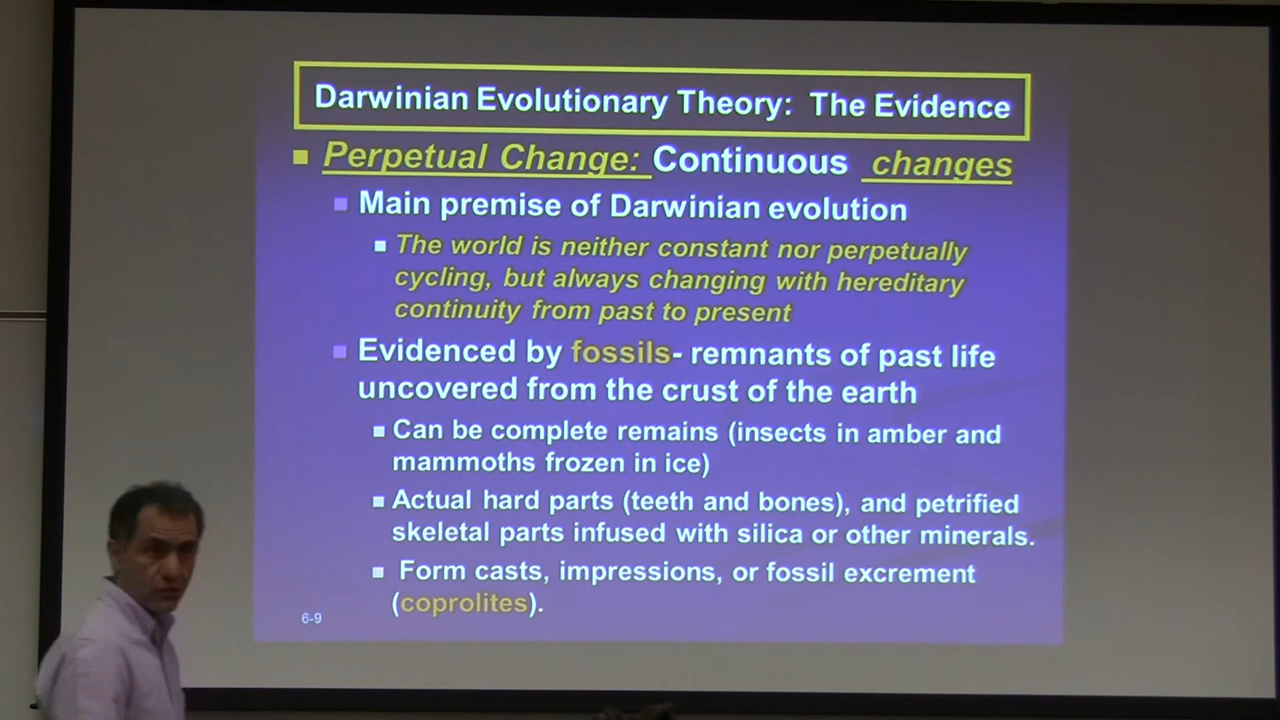 Darwinian Evolutionary Theory: The Evidence
Perpetual Change: Continuous changes
Main premise of Darwinian evolution
The world is neither constant nor perpetually
cycling, but always changing with hereditary
continuity from past to present
Evidenced by fossils- remnants of past life
uncovered from the crust of the earth
Can be complete remains (insects in amber and
mammoths frozen in ice)
Actual hard parts (teeth and bones), and petrified
skeletal parts infused with silica or other minerals.
Form casts, impressions, or fossil excrement
(coprolites).
6-9